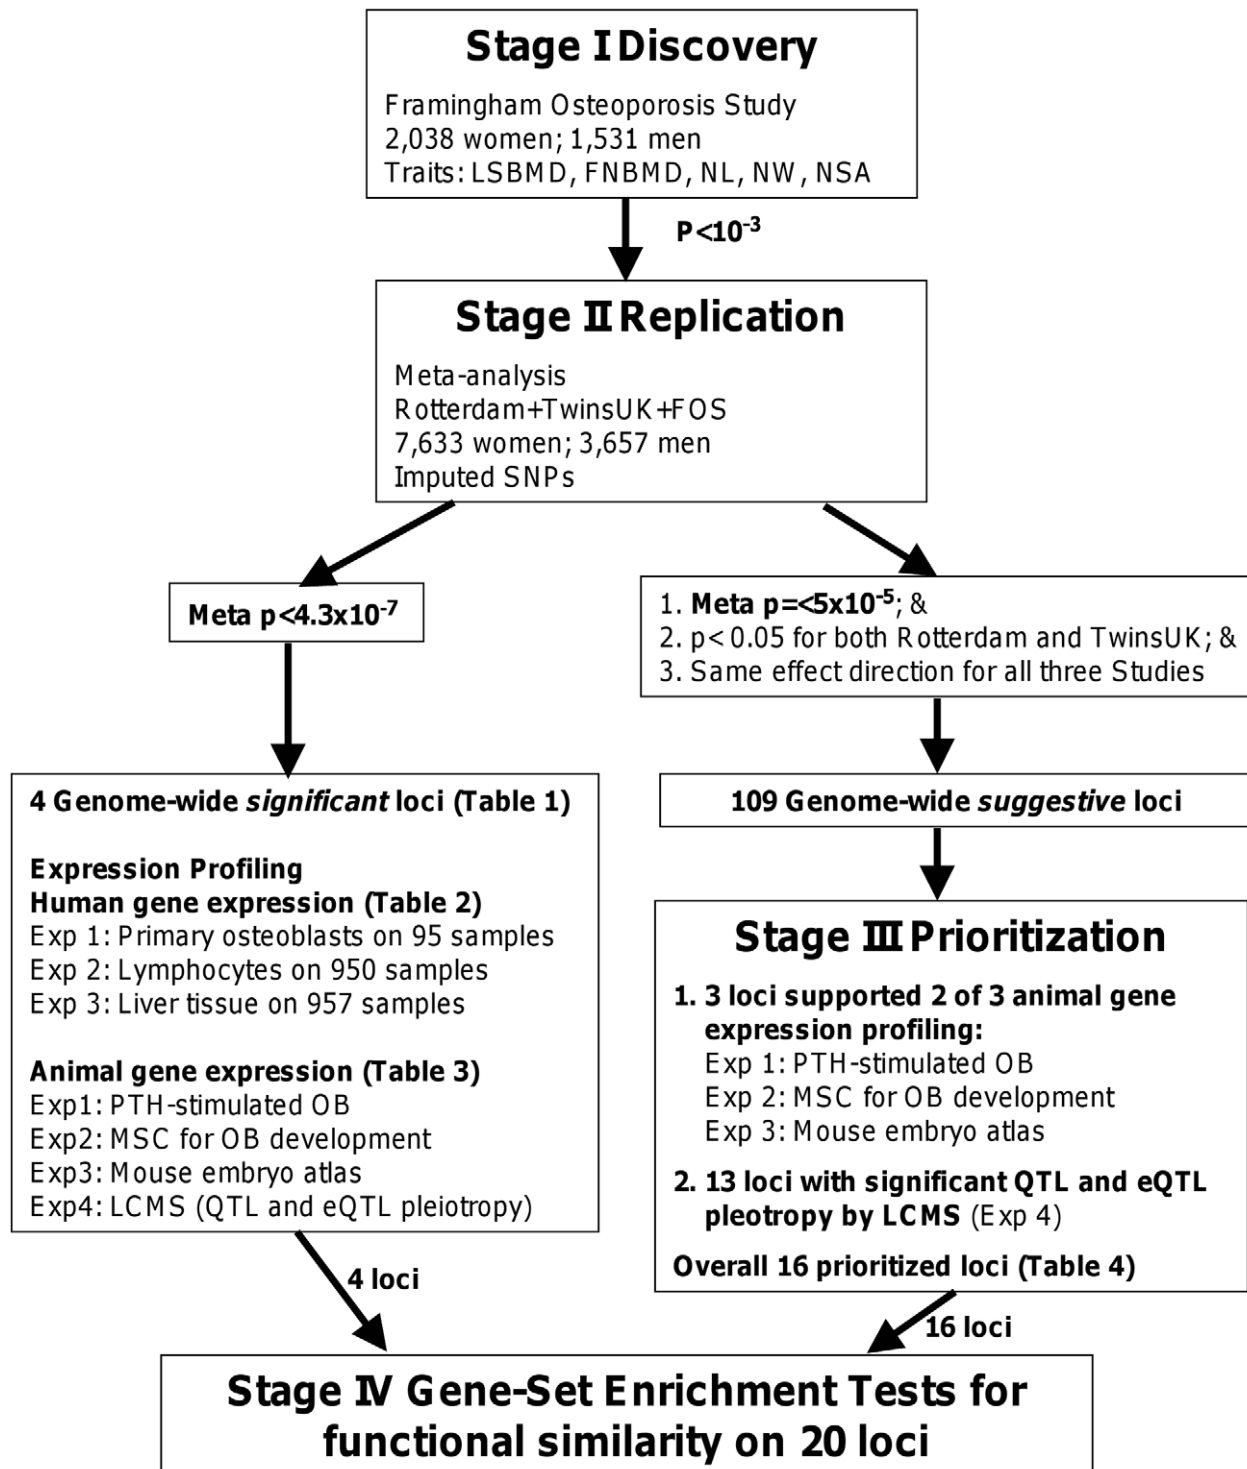 Stage I Discovery
Framingham Osteoporosis Study
2,038 women; 1,531 men
Traits: LSBMD, FNBMD, NL, NW, NSA
P<10⁻³
Stage II Replication
Meta-analysis
Rotterdam+TwinsUK+FOS
7,633 women; 3,657 men
Imputed SNPs
Meta p<4.3x10⁻⁷
1. Meta p=<5x10⁻⁵; &
2. p<0.05 for both Rotterdam and TwinsUK; &
3. Same effect direction for all three Studies
4 Genome-wide significant loci (Table 1)
Expression Profiling
Human gene expression (Table 2)
Exp 1: Primary osteoblasts on 95 samples
Exp 2: Lymphocytes on 950 samples
Exp 3: Liver tissue on 957 samples
Animal gene expression (Table 3)
Exp1: PTH-stimulated OB
Exp2: MSC for OB development
Exp3: Mouse embryo atlas
Exp4: LCMS (QTL and eQTL pleiotropy)
4 loci
109 Genome-wide suggestive loci
Stage III Prioritization
1. 3 loci supported 2 of 3 animal gene
expression profiling:
Exp 1: PTH-stimulated OB
Exp 2: MSC for OB development
Exp 3: Mouse embryo atlas
2. 13 loci with significant QTL and eQTL
pleotropy by LCMS (Exp 4)
Overall 16 prioritized loci (Table 4)
16 loci
Stage IV Gene-Set Enrichment Tests for
functional similarity on 20 loci